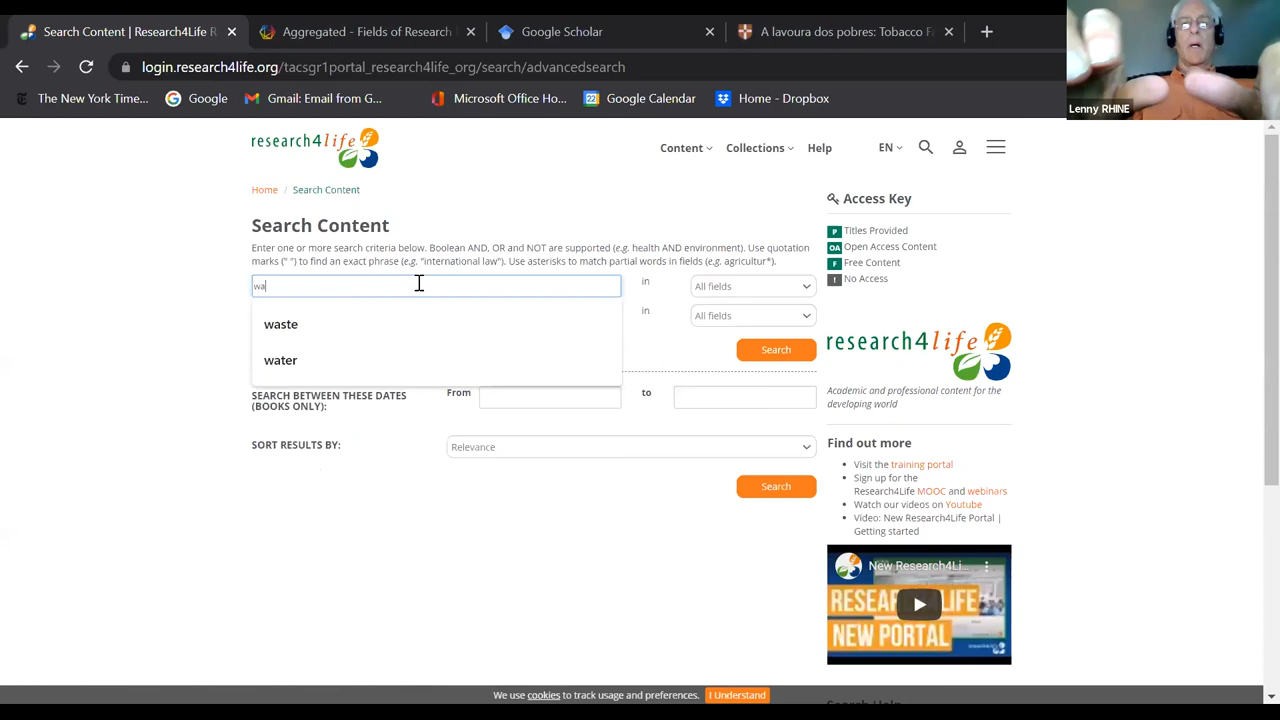 Search Content | Research4Life R
Aggregated - Fields of Research
Google Scholar
A lavoura dos pobres: Tobacco Fa
login.research4life.org/tacsgr1portal_research4life_org/search/advancedsearch
The New York Times
Google
Gmail - Inbox from G...
Microsoft Office Hom...
22
Google Calendar
Home - Dropbox
Lenny RHINE
research4life
Content
Collections
Help
EN
Home / Search Content
Search Content
Enter one or more search criteria below. Boolean AND, OR and NOT are supported (e.g. health AND environment). Use quotation
marks (" ") to find an exact phrase (e.g. "international law"). Use asterisks to match partial words in fields (e.g. agricultur*).
wa
in
All fields
in
All fields
waste
water
Search
SEARCH BETWEEN THESE DATES
(BOOKS ONLY):
From
to
SORT RESULTS BY:
Relevance
Search
Access Key
P Titles Provided
OA Open Access Content
F Free Content
! No Access
research4life
Academic and professional content for the
developing world
Find out more
Visit the training portal
Sign up for the
Research4Life MOOC and webinars
Watch our videos on Youtube
Video: New Research4Life Portal |
Getting started
New Research4Li...
NEW PORTAL
We use cookies to track usage and preferences.
I Understand